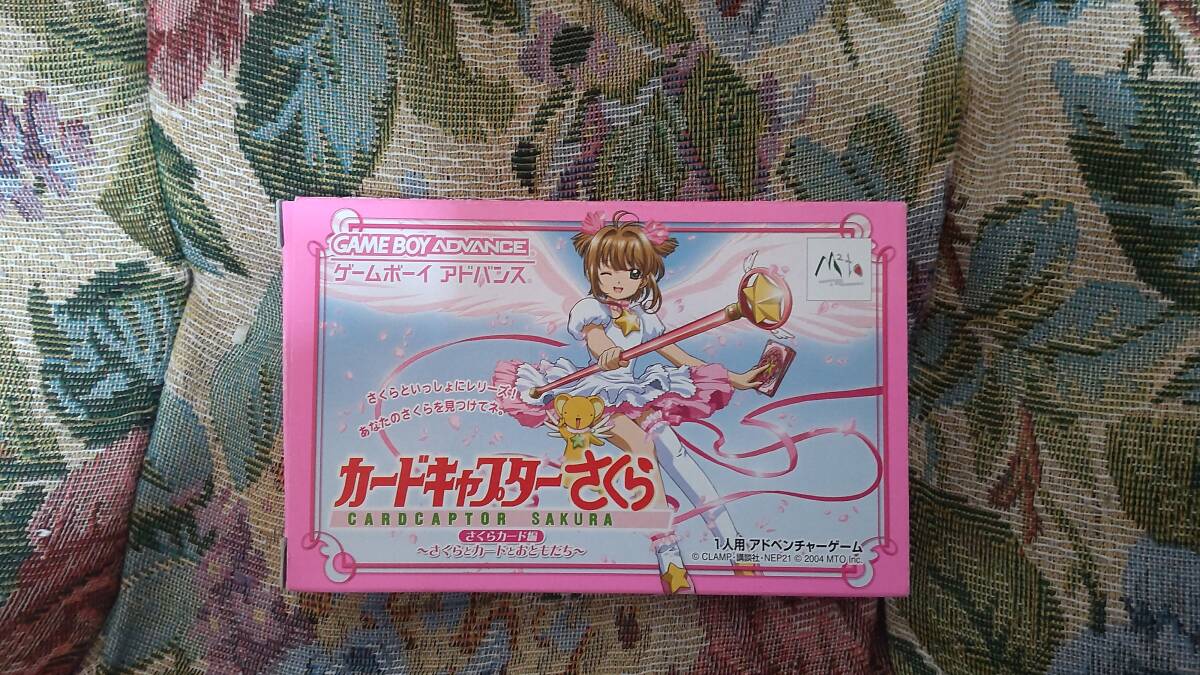 GAME BOY ADVANCE
ゲームボーイ アドバンス
さくらといっしょにレリーズ!
あなたのさくらを見つけてネ。
カードキャプターさくら
CARDCAPTOR SAKURA
さくらカード編
～さくらとカードとおともだち～
1人用 アドベンチャーゲーム
© CLAMP・講談社・NEP21 © 2004 MTO Inc.